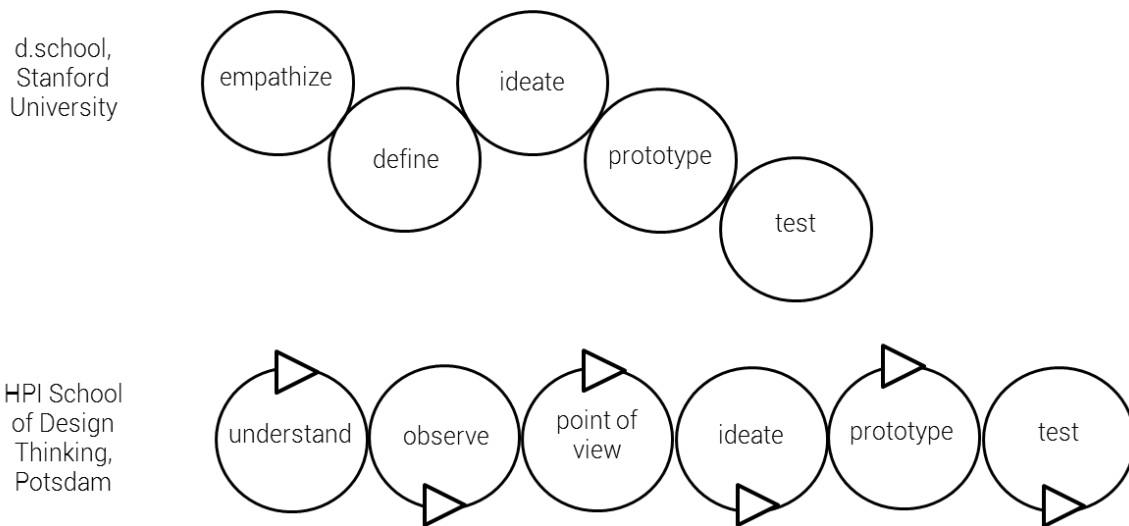 d.school,
Stanford
University
empathize
define
ideate
prototype
test
HPI School
of Design
Thinking,
Potsdam
understand
observe
point of
view
ideate
prototype
test